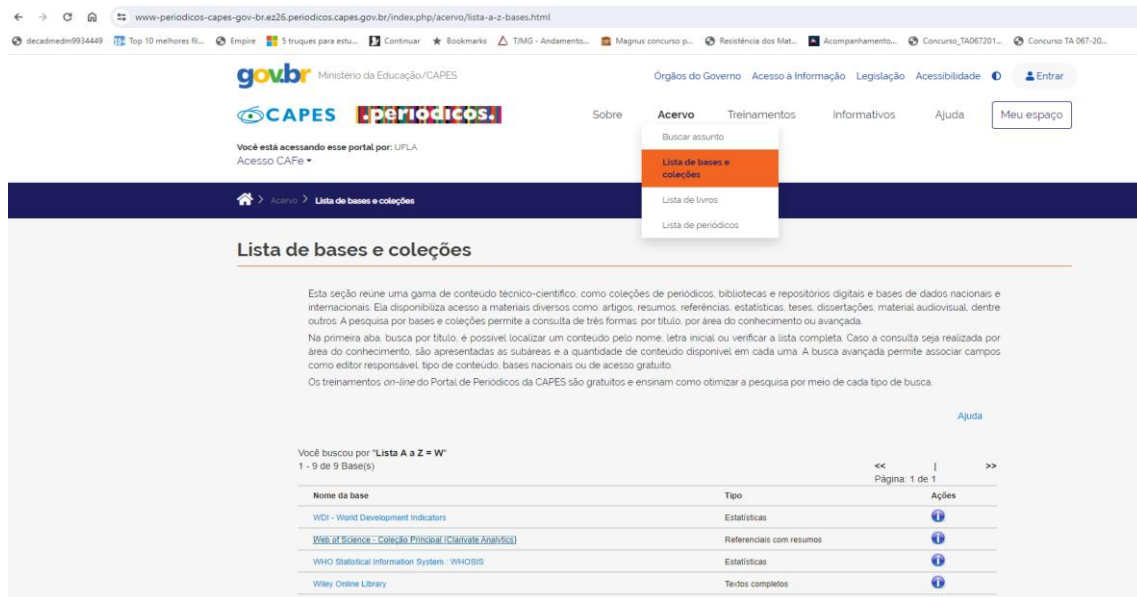 www-periodicos-capes-gov-br.ez26.periodicos.capes.gov.br/index.php/acervo/lista-a-z-bases.html
decadmedm9934449 Top 10 melhores fil... Empire 5 truques para estu... Continuar Bookmarks TJMG - Andamento... Magnus concurso p... Resistência dos Mat... Acompanhamento... Concurso_TA067201... Concurso TA 067-20...
gov.br Ministério da Educação/CAPES Órgãos do Governo Acesso à Informação Legislação Acessibilidade Entrar
CAPES .periodicos. Sobre Acervo Treinamentos Informativos Ajuda Meu espaço
Buscar assunto
Lista de bases e
coleções
Lista de livros
Lista de periódicos
Você está acessando esse portal por: UFLA
Acesso CAFe
Acervo > Lista de bases e coleções
Lista de bases e coleções
Esta seção reúne uma gama de conteúdo técnico-científico, como coleções de periódicos, bibliotecas e repositórios digitais e bases de dados nacionais e
internacionais. Ela disponibiliza acesso a materiais diversos como: artigos, resumos, referências, estatísticas, teses, dissertações, material audiovisual, dentre
outros. A pesquisa por bases e coleções permite a consulta de três formas: por título, por área do conhecimento ou avançada.
Na primeira aba, busca por título, é possível localizar um conteúdo pelo nome, letra inicial ou verificar a lista completa. Caso a consulta seja realizada por
área do conhecimento, são apresentadas as subáreas e a quantidade de conteúdo disponível em cada uma. A busca avançada permite associar campos
como editor responsável, tipo de conteúdo, bases nacionais ou de acesso gratuito.
Os treinamentos on-line do Portal de Periódicos da CAPES são gratuitos e ensinam como otimizar a pesquisa por meio de cada tipo de busca.
Ajuda
Você buscou por "Lista A a Z = W"
1 - 9 de 9 Base(s) << | >>
Página: 1 de 1
Nome da base Tipo Ações
WDI - World Development Indicators Estatísticas
Web of Science - Coleção Principal (Clarivate Analytics) Referenciais com resumos
WHO Statistical Information System : WHOSIS Estatísticas
Wiley Online Library Textos completos